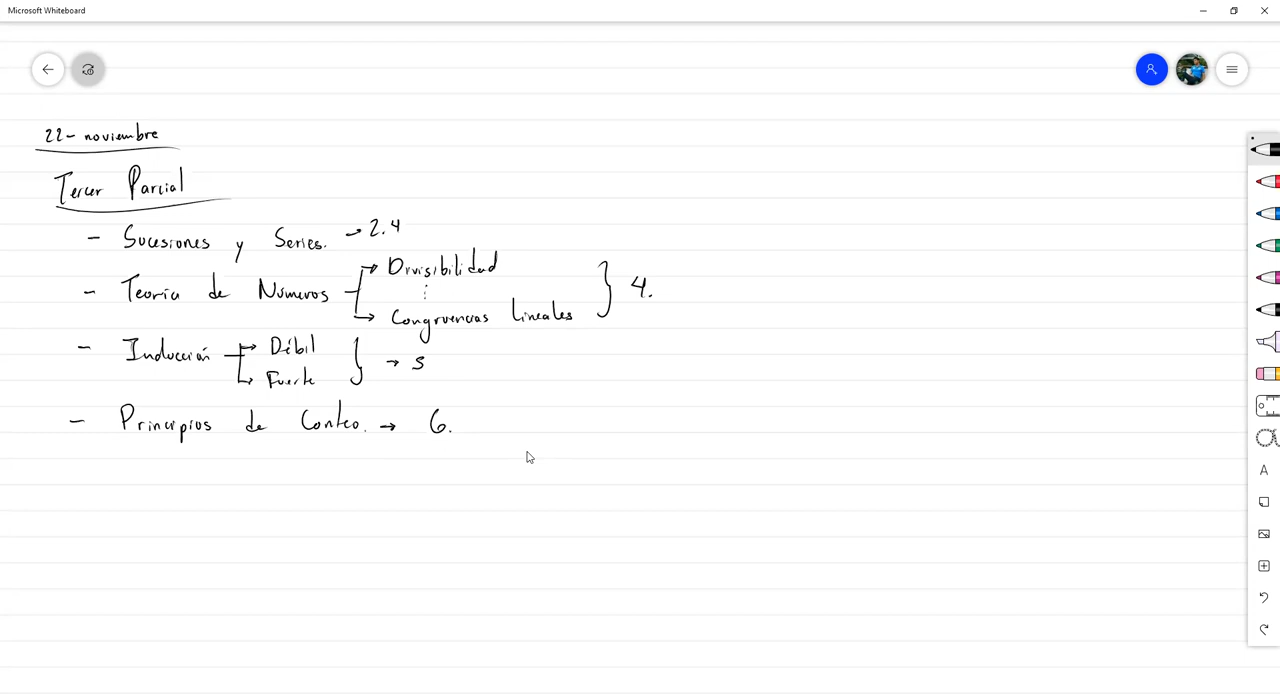 Microsoft Whiteboard
22- noviembre
Tercer Parcial
- Sucesiones y Series. → 2.4
- Teoría de Números → Divisibilidad
⋮
→ Congruencias lineales } 4.
- Inducción → Débil
→ Fuerte } → 5
- Principios de Conteo. → 6.
A